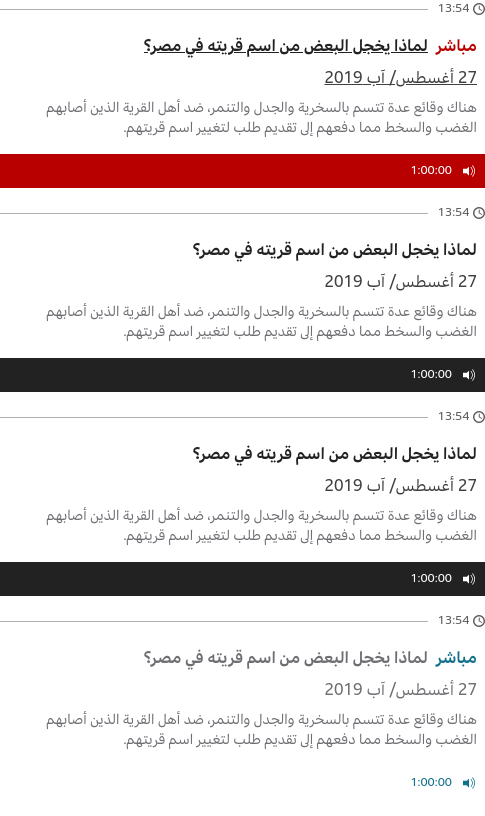 13:54
مباشر لماذا يخجل البعض من اسم قريته في مصر؟
27 أغسطس/ آب 2019
هناك وقائع عدة تتسم بالسخرية والجدل والتنمر، ضد أهل القرية الذين أصابهم
الغضب والسخط مما دفعهم إلى تقديم طلب لتغيير اسم قريتهم.
1:00:00
13:54
لماذا يخجل البعض من اسم قريته في مصر؟
27 أغسطس/ آب 2019
هناك وقائع عدة تتسم بالسخرية والجدل والتنمر، ضد أهل القرية الذين أصابهم
الغضب والسخط مما دفعهم إلى تقديم طلب لتغيير اسم قريتهم.
1:00:00
13:54
لماذا يخجل البعض من اسم قريته في مصر؟
27 أغسطس/ آب 2019
هناك وقائع عدة تتسم بالسخرية والجدل والتنمر، ضد أهل القرية الذين أصابهم
الغضب والسخط مما دفعهم إلى تقديم طلب لتغيير اسم قريتهم.
1:00:00
13:54
مباشر لماذا يخجل البعض من اسم قريته في مصر؟
27 أغسطس/ آب 2019
هناك وقائع عدة تتسم بالسخرية والجدل والتنمر، ضد أهل القرية الذين أصابهم
الغضب والسخط مما دفعهم إلى تقديم طلب لتغيير اسم قريتهم.
1:00:00